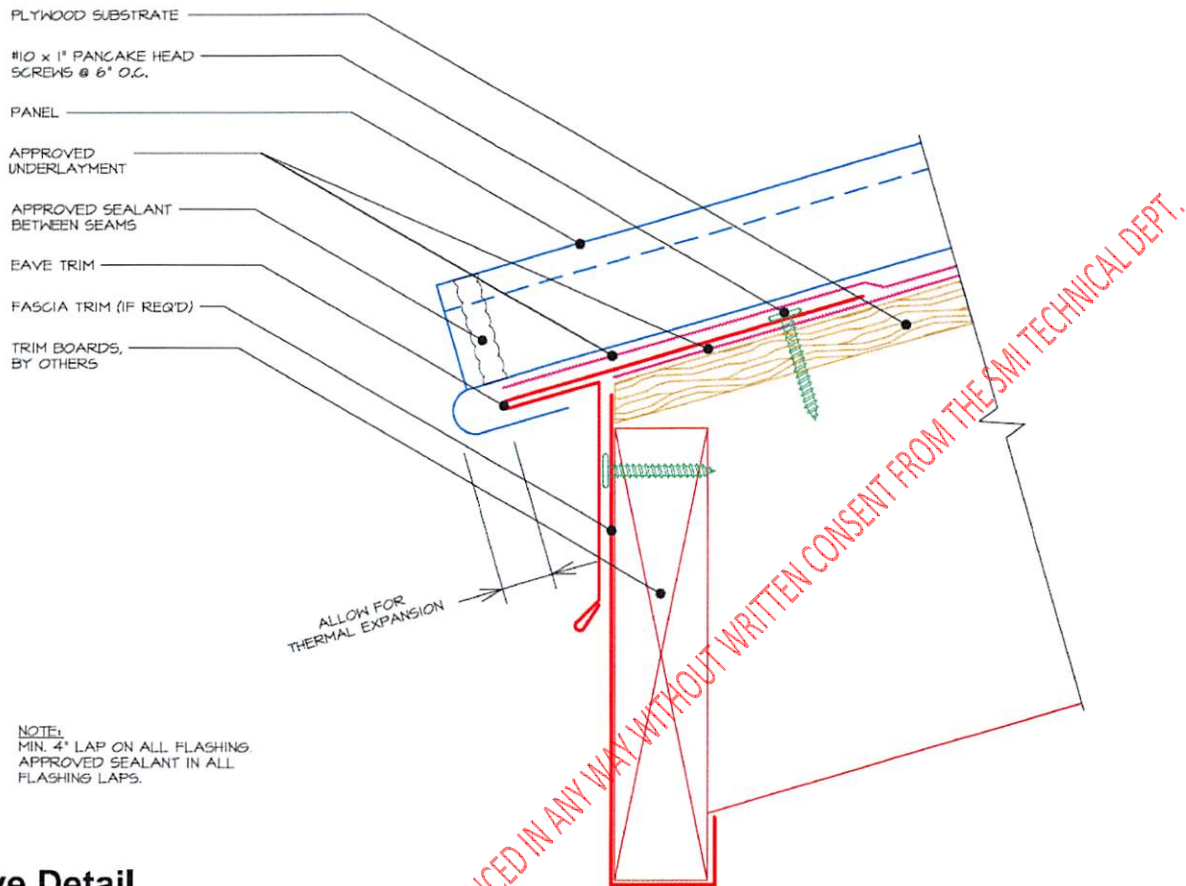 PLYWOOD SUBSTRATE
#10 x 1" PANCAKE HEAD
SCREWS @ 6" O.C.
PANEL
APPROVED
UNDERLAYMENT
APPROVED SEALANT
BETWEEN SEAMS
EAVE TRIM
FASCIA TRIM (IF REQ'D)
TRIM BOARDS,
BY OTHERS
ALLOW FOR
THERMAL EXPANSION
NOTE:
MIN. 4" LAP ON ALL FLASHING.
APPROVED SEALANT IN ALL
FLASHING LAPS.
IN ANY WAY WITHOUT WRITTEN CONSENT FROM THE SMI TECHNICAL DEPT.
Detail